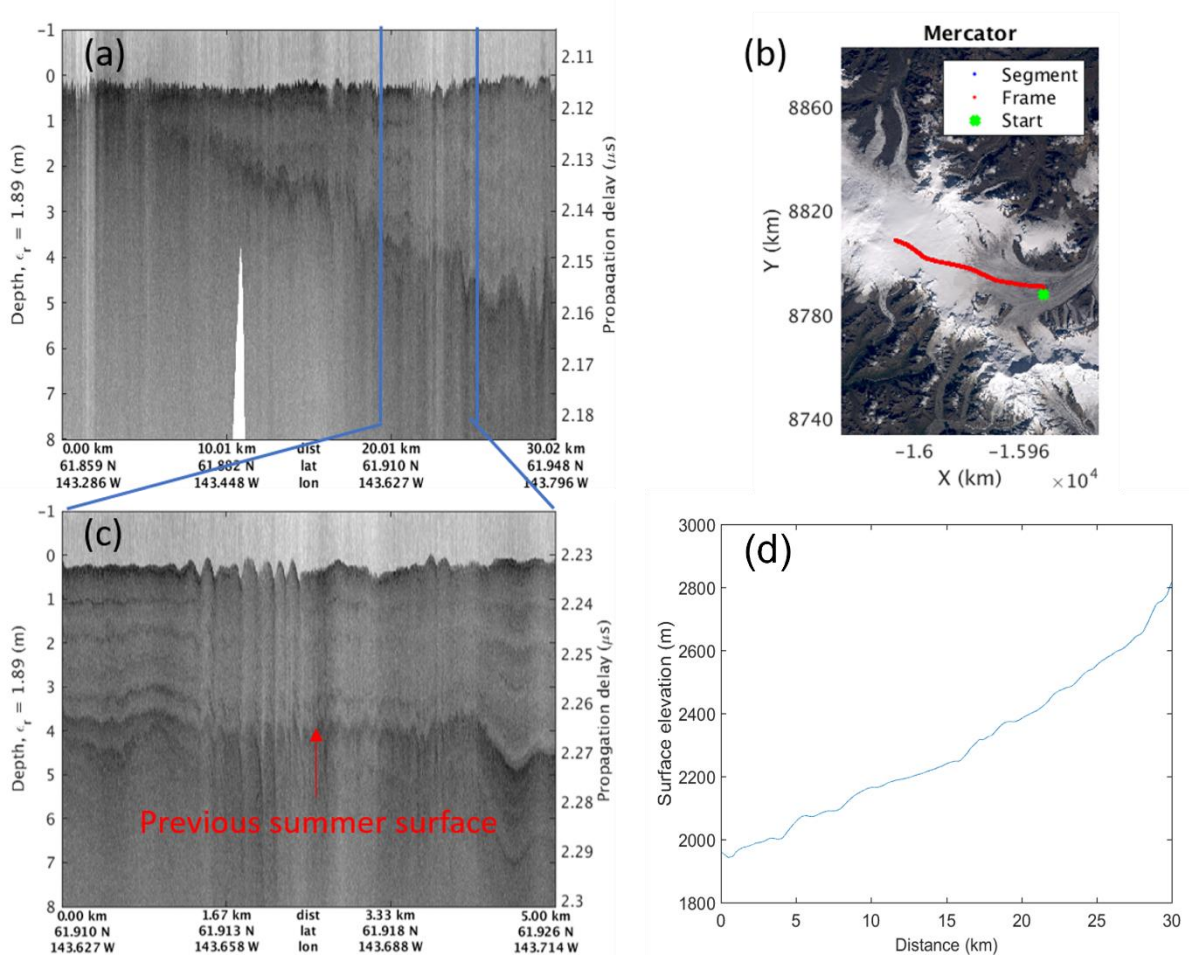 (a)
-1
0
1
2
3
4
5
6
7
8
Depth, ϵr = 1.89 (m)
2.11
2.12
2.13
2.14
2.15
2.16
2.17
2.18
Propagation delay (μs)
0.00 km 10.01 km dist 20.01 km 30.02 km
61.859 N 61.882 N lat 61.910 N 61.948 N
143.286 W 143.448 W lon 143.627 W 143.796 W
(b)
Mercator
Segment
Frame
Start
8860
8820
8780
8740
Y (km)
-1.6 -1.596
X (km) ×10⁴
(c)
-1
0
1
2
3
4
5
6
7
8
Depth, ϵr = 1.89 (m)
2.23
2.24
2.25
2.26
2.27
2.28
2.29
2.3
Propagation delay (μs)
Previous summer surface
0.00 km 1.67 km dist 3.33 km 5.00 km
61.910 N 61.913 N lat 61.918 N 61.926 N
143.627 W 143.658 W lon 143.688 W 143.714 W
(d)
3000
2800
2600
2400
2200
2000
1800
Surface elevation (m)
0 5 10 15 20 25 30
Distance (km)